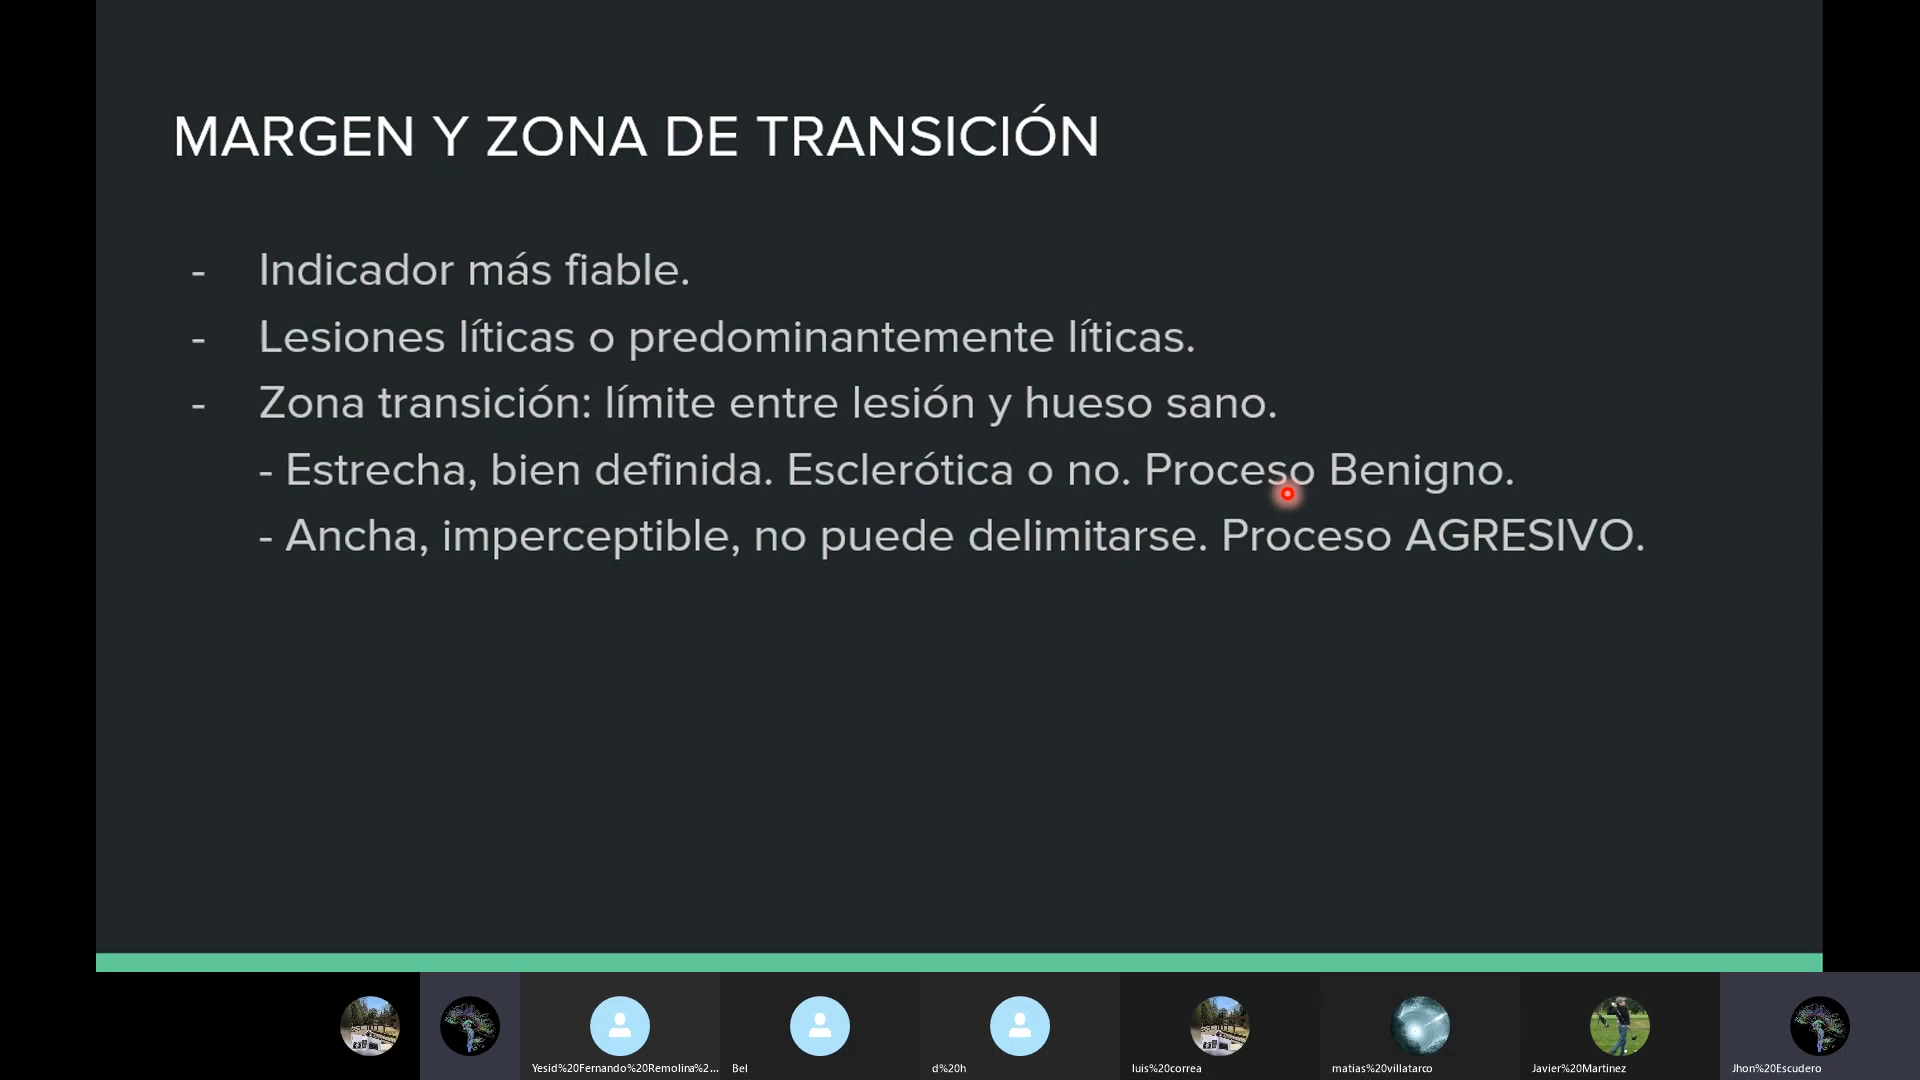 MARGEN Y ZONA DE TRANSICIÓN
- Indicador más fiable.
- Lesiones líticas o predominantemente líticas.
- Zona transición: límite entre lesión y hueso sano.
- Estrecha, bien definida. Esclerótica o no. Proceso Benigno.
- Ancha, imperceptible, no puede delimitarse. Proceso AGRESIVO.
Yesid%20Fernando%20Remolina%2...
Bel
d%20h
luis%20correa
matias%20villatarco
Javier%20Martinez
Jhon%20Escudero